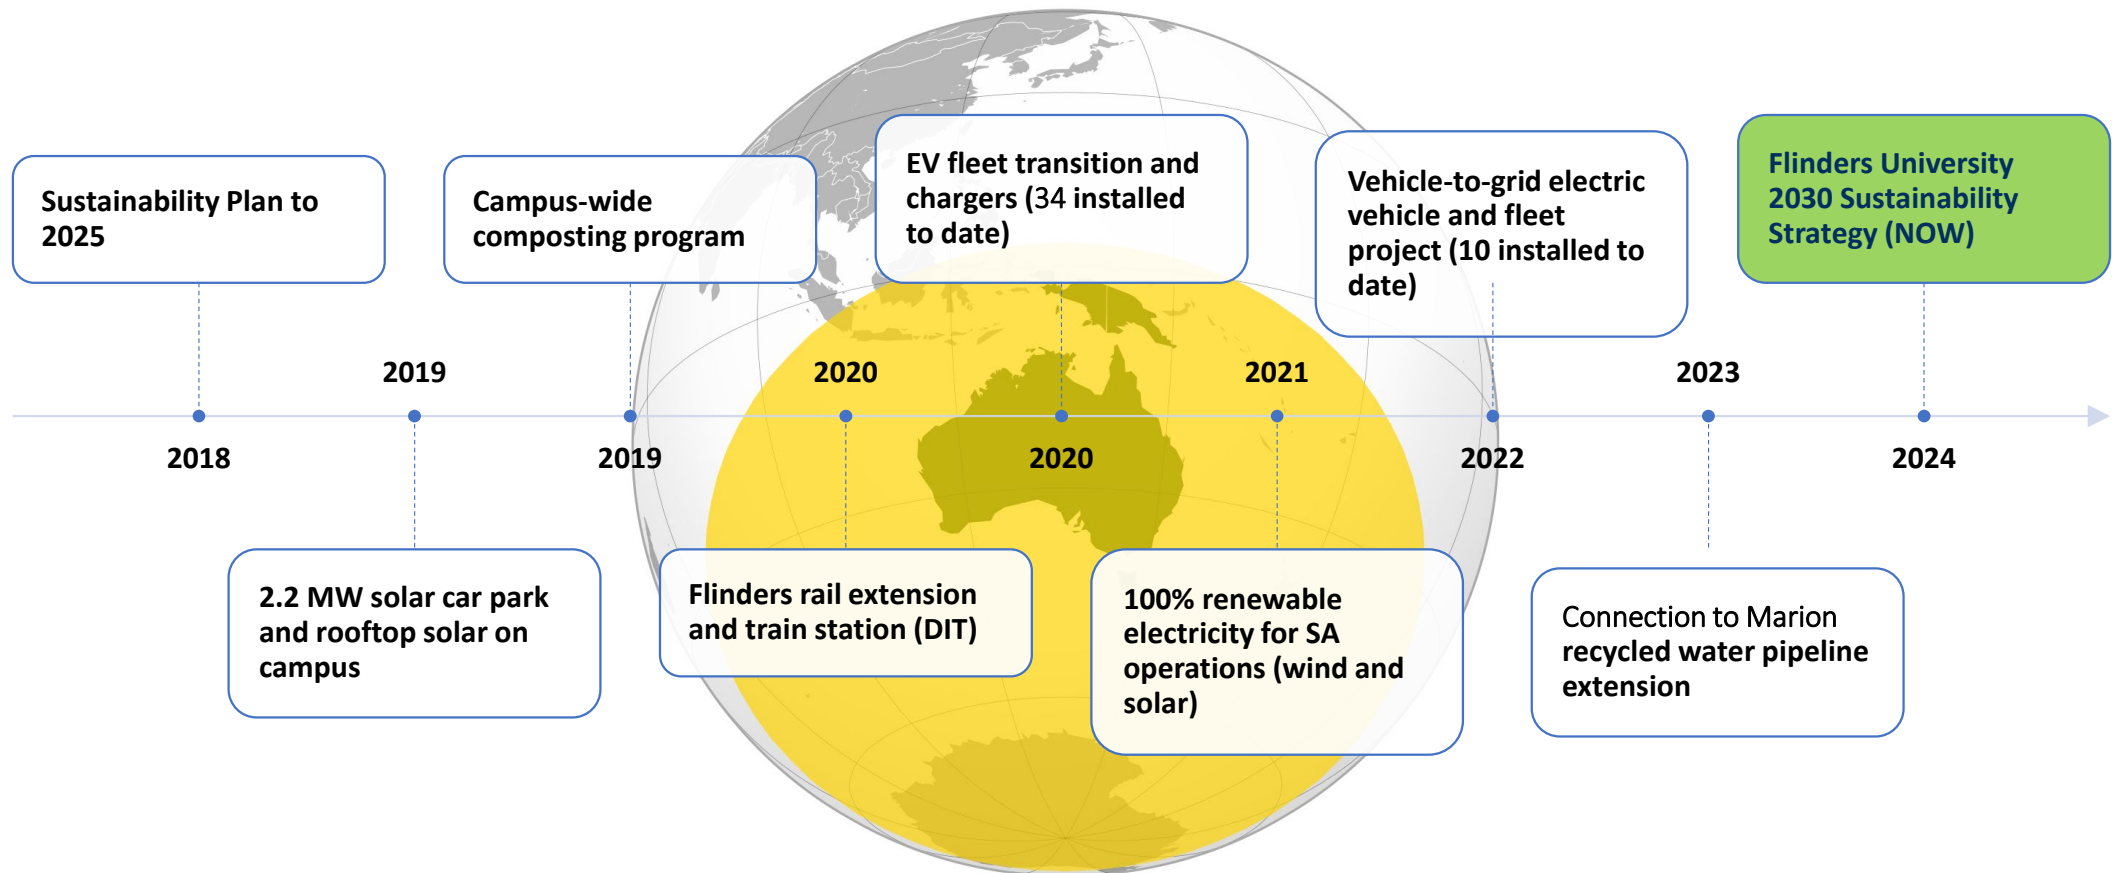 Sustainability Plan to
2025
2018
2019
2.2 MW solar car park
and rooftop solar on
campus
Campus-wide
composting program
2019
2020
Flinders rail extension
and train station (DIT)
EV fleet transition and
chargers (34 installed
to date)
2020
2021
100% renewable
electricity for SA
operations (wind and
solar)
Vehicle-to-grid electric
vehicle and fleet
project (10 installed to
date)
2022
2023
Connection to Marion
recycled water pipeline
extension
Flinders University
2030 Sustainability
Strategy (NOW)
2024